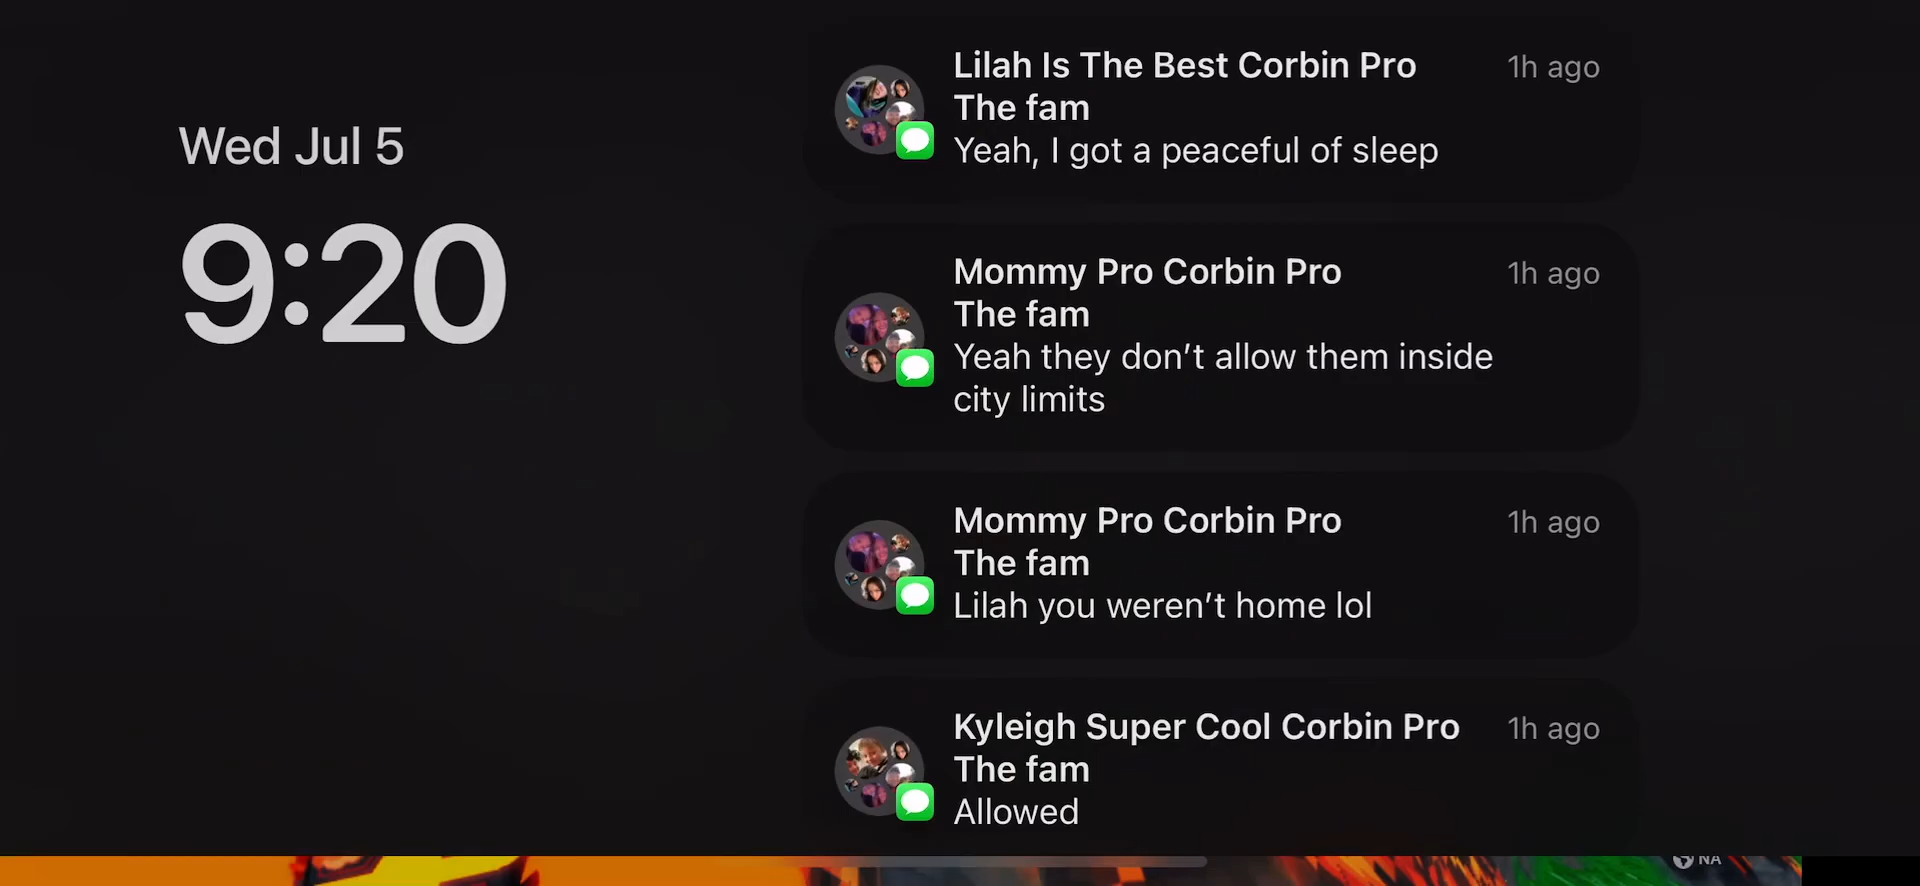 Wed Jul 5
9:20
Lilah Is The Best Corbin Pro
1h ago
The fam
Yeah, I got a peaceful of sleep
Mommy Pro Corbin Pro
1h ago
The fam
Yeah they don’t allow them inside
city limits
Mommy Pro Corbin Pro
1h ago
The fam
Lilah you weren’t home lol
Kyleigh Super Cool Corbin Pro
1h ago
The fam
Allowed
NA